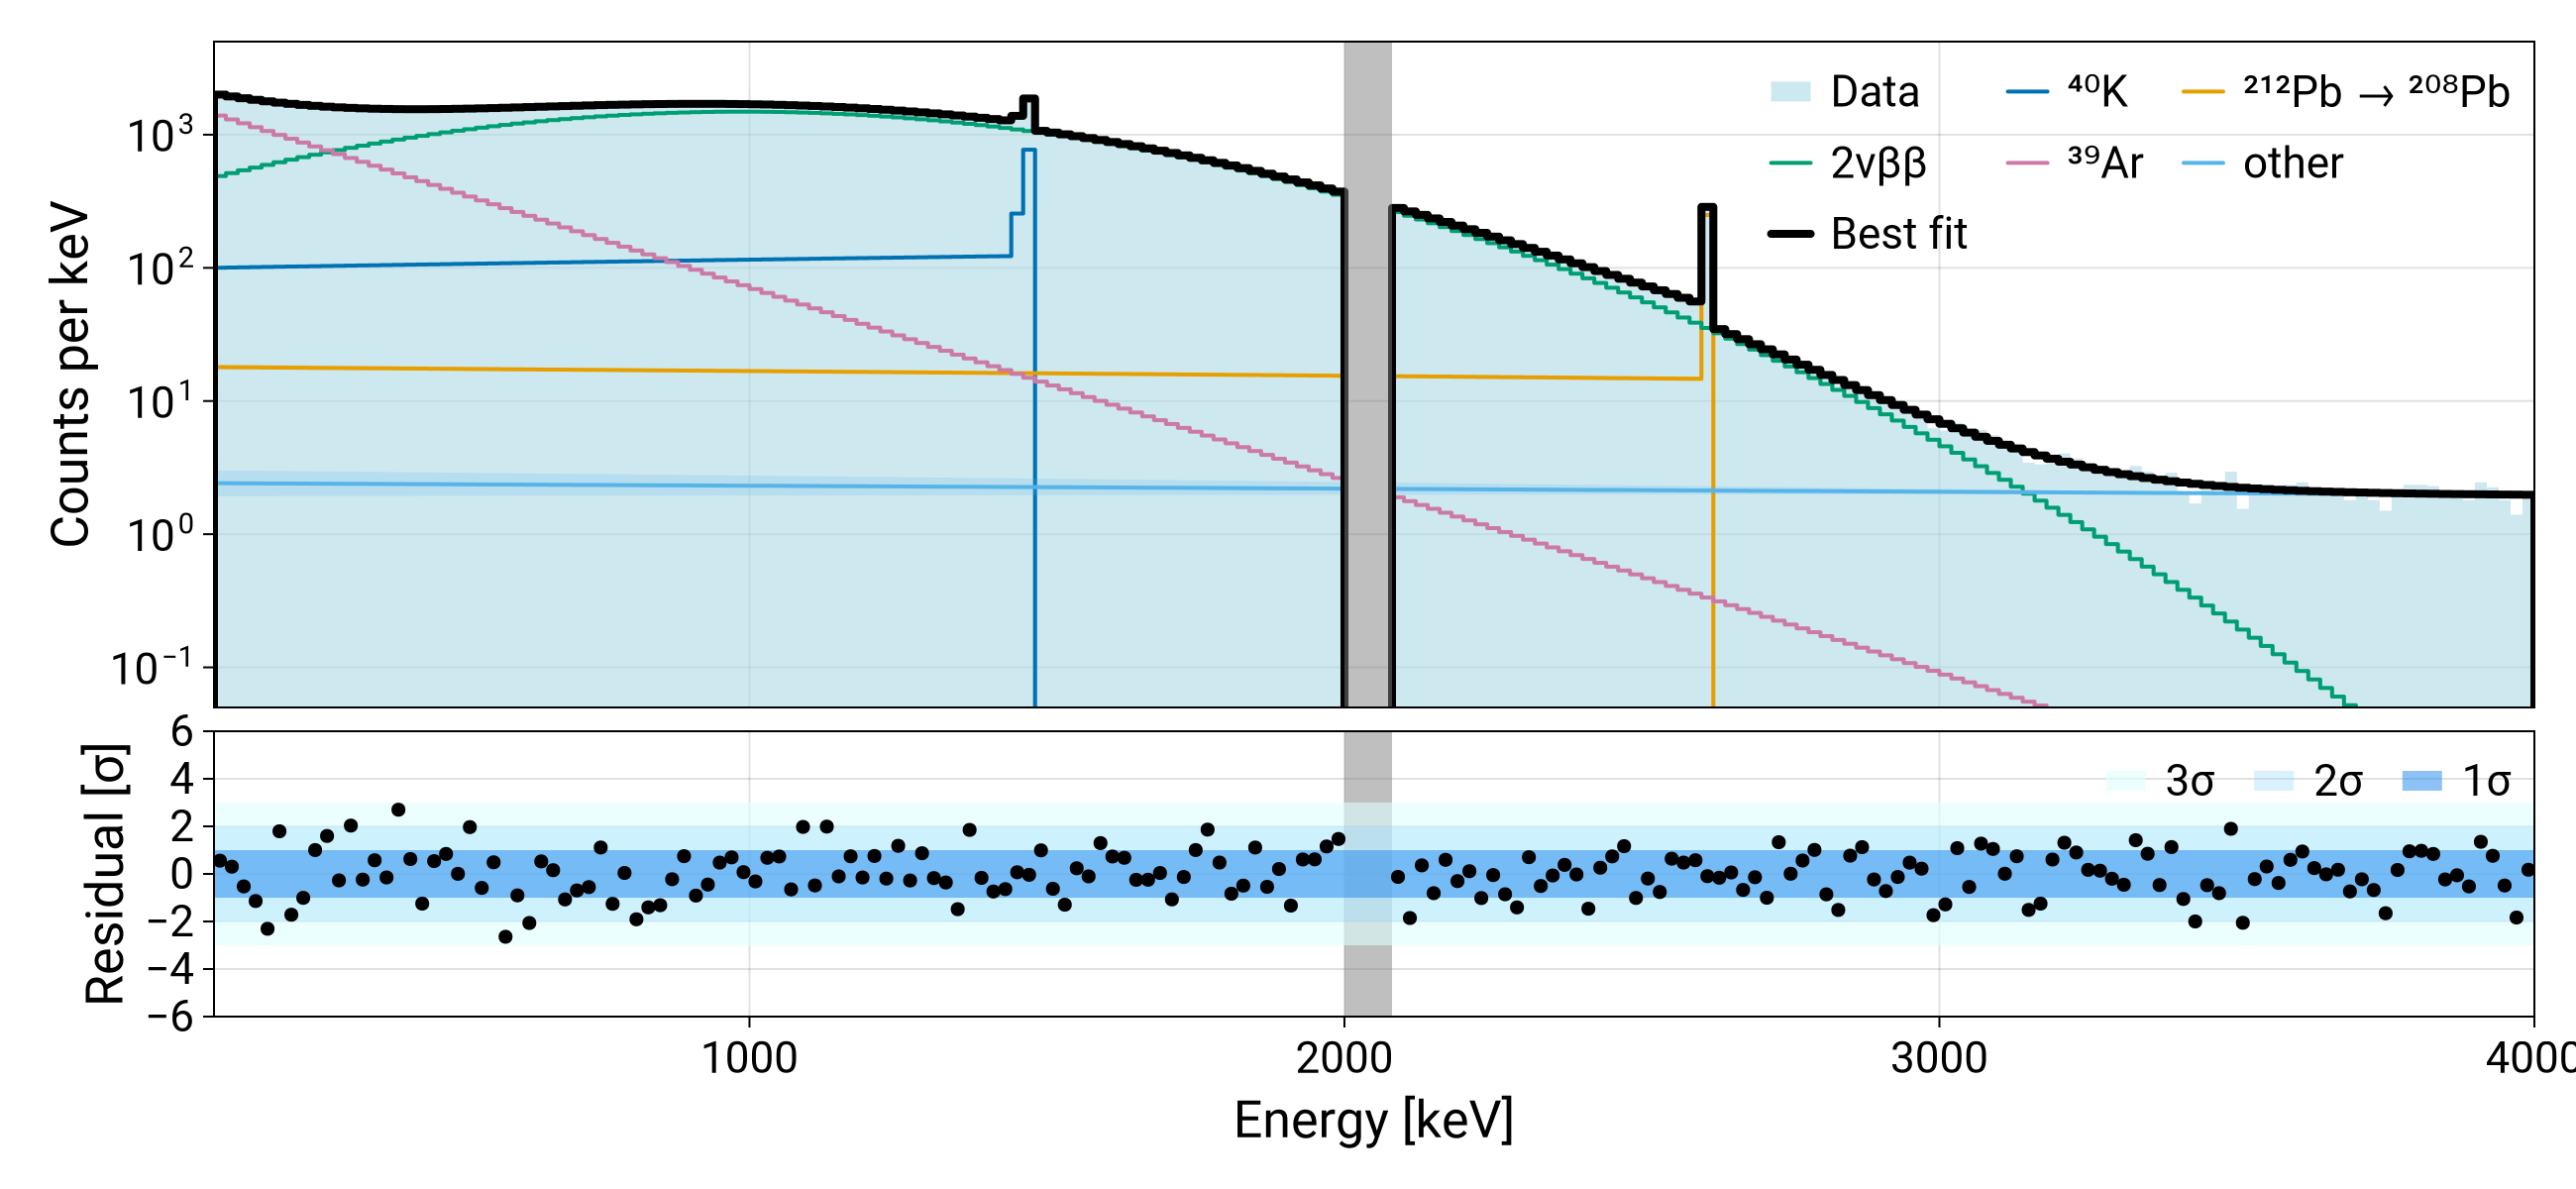 Counts per keV
10³
10²
10¹
10⁰
10⁻¹
Data
⁴⁰K
²¹²Pb → ²⁰⁸Pb
2νββ
³⁹Ar
other
Best fit
Residual [σ]
6
4
2
0
−2
−4
−6
3σ
2σ
1σ
1000
2000
3000
4000
Energy [keV]